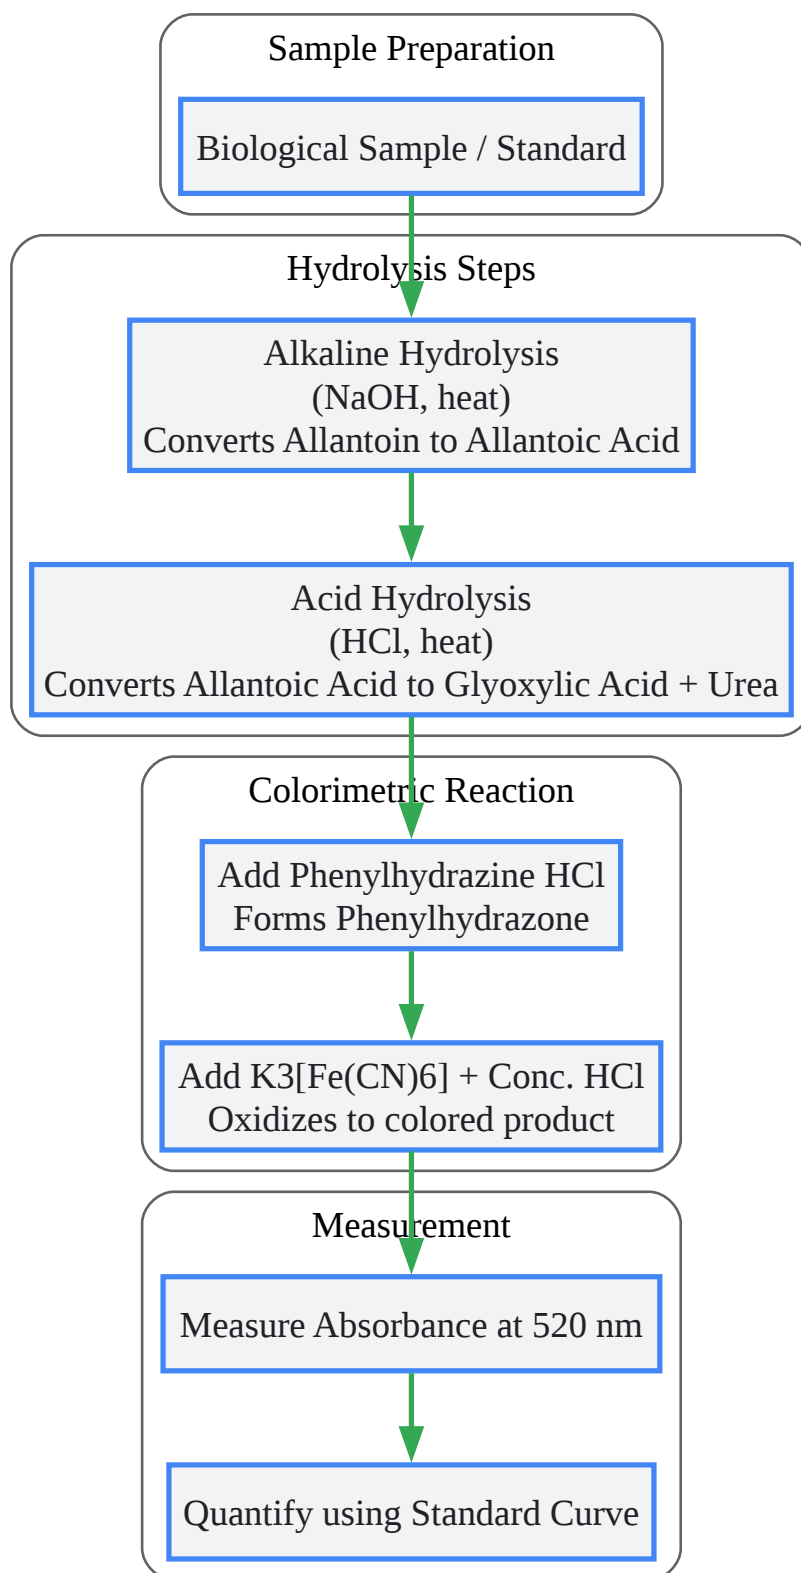 Sample Preparation
Biological Sample / Standard
Hydrolysis Steps
Alkaline Hydrolysis
(NaOH, heat)
Converts Allantoin to Allantoic Acid
Acid Hydrolysis
(HCl, heat)
Converts Allantoic Acid to Glyoxylic Acid + Urea
Colorimetric Reaction
Add Phenylhydrazine HCl
Forms Phenylhydrazone
Add K3[Fe(CN)6] + Conc. HCl
Oxidizes to colored product
Measurement
Measure Absorbance at 520 nm
Quantify using Standard Curve